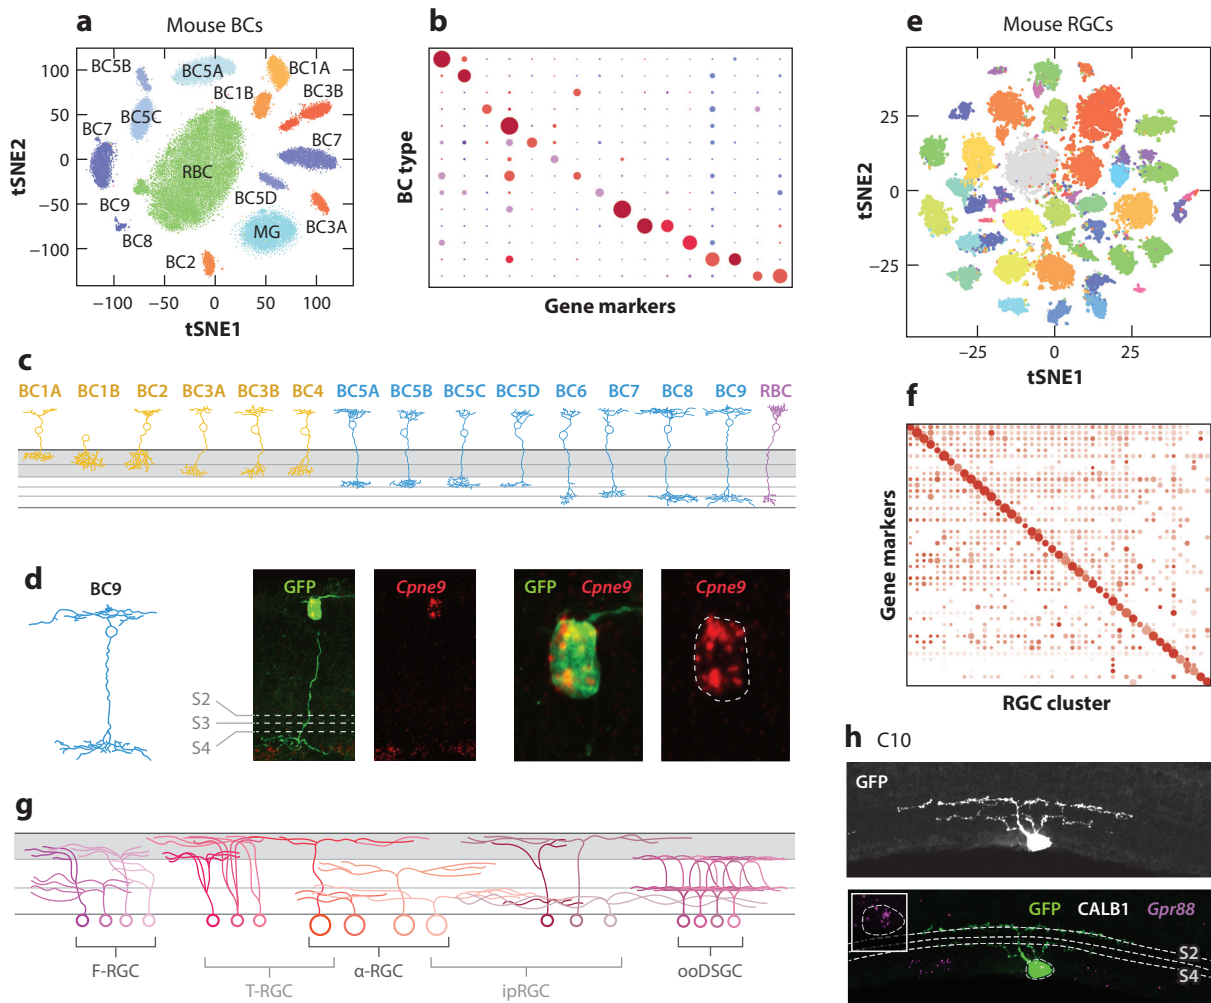 a Mouse BCs
tSNE2
100
50
0
−50
−100
−100 −50 0 50 100
tSNE1
BC5B
BC5A
BC1A
BC1B
BC3B
BC5C
BC7
BC7
RBC
BC5D
BC9
BC8
MG
BC3A
BC2
b
BC type
Gene markers
c
BC1A BC1B BC2 BC3A BC3B BC4 BC5A BC5B BC5C BC5D BC6 BC7 BC8 BC9 RBC
d
BC9
GFP
Cpne9
GFP Cpne9
Cpne9
S2
S3
S4
e Mouse RGCs
tSNE2
25
0
−25
−25 0 25
tSNE1
f
Gene markers
RGC cluster
g
F-RGC
T-RGC
α-RGC
ipRGC
ooDSGC
h C10
GFP
GFP CALB1 Gpr88
S2
S4